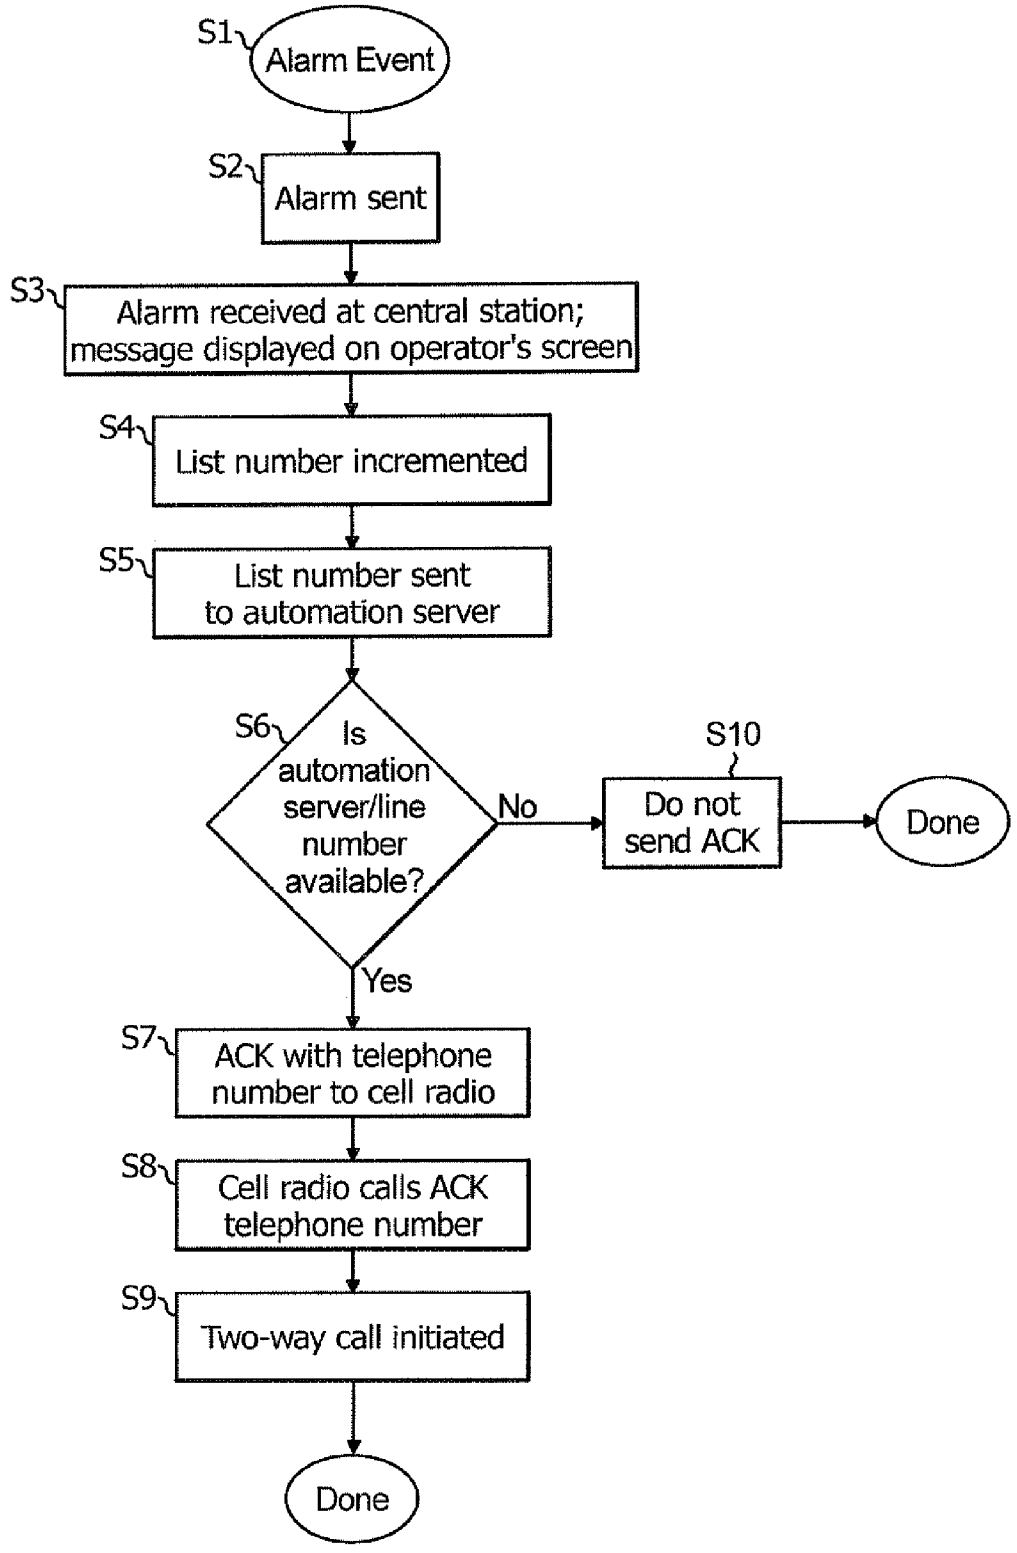 S1
Alarm Event
S2
Alarm sent
S3
Alarm received at central station;
message displayed on operator's screen
S4
List number incremented
S5
List number sent
to automation server
S6
Is
automation
server/line
number
available?
No
S10
Do not
send ACK
Done
Yes
S7
ACK with telephone
number to cell radio
S8
Cell radio calls ACK
telephone number
S9
Two-way call initiated
Done